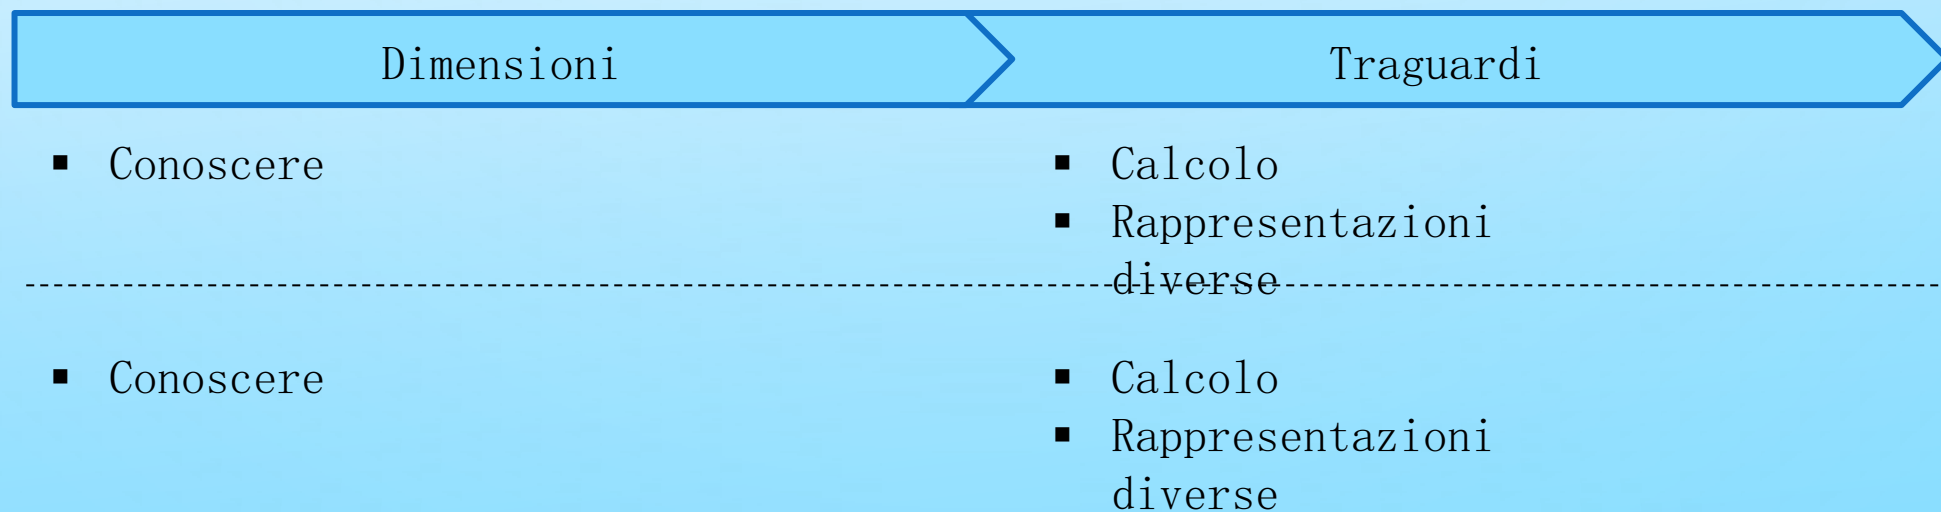 Dimensioni
Traguardi
▪ Conoscere
▪ Calcolo
▪ Rappresentazioni
diverse
▪ Conoscere
▪ Calcolo
▪ Rappresentazioni
diverse